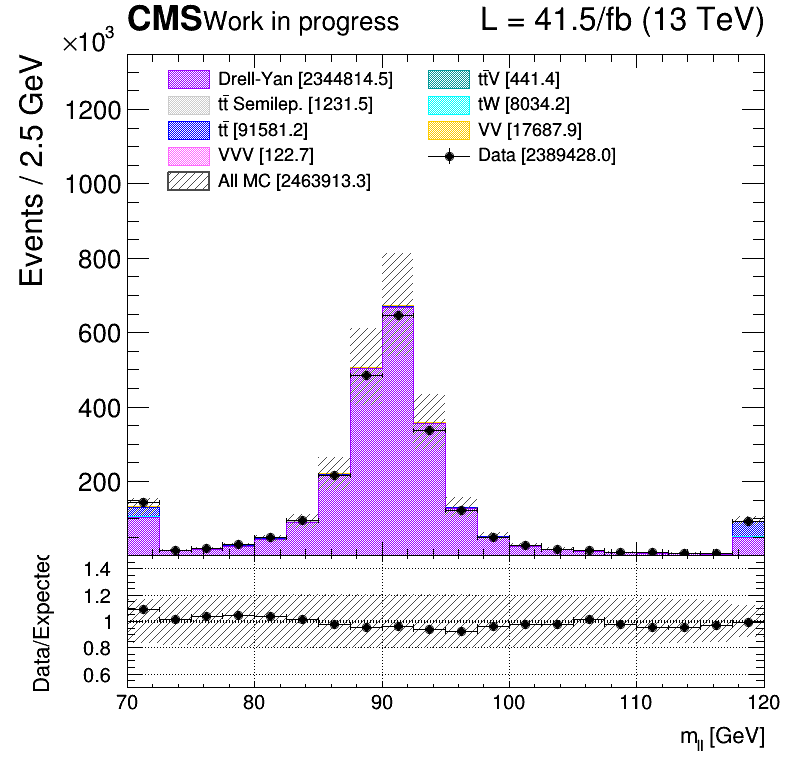 CMS Work in progress L = 41.5/fb (13 TeV)
×10³
Events / 2.5 GeV
Drell-Yan [2344814.5]
tt̄ Semilep. [1231.5]
tt̄ [91581.2]
VVV [122.7]
All MC [2463913.3]
tt̄V [441.4]
tW [8034.2]
VV [17687.9]
Data [2389428.0]
1200
1000
800
600
400
200
Data/Expected
1.4
1.2
1
0.8
0.6
70 80 90 100 110 120
m_ll [GeV]